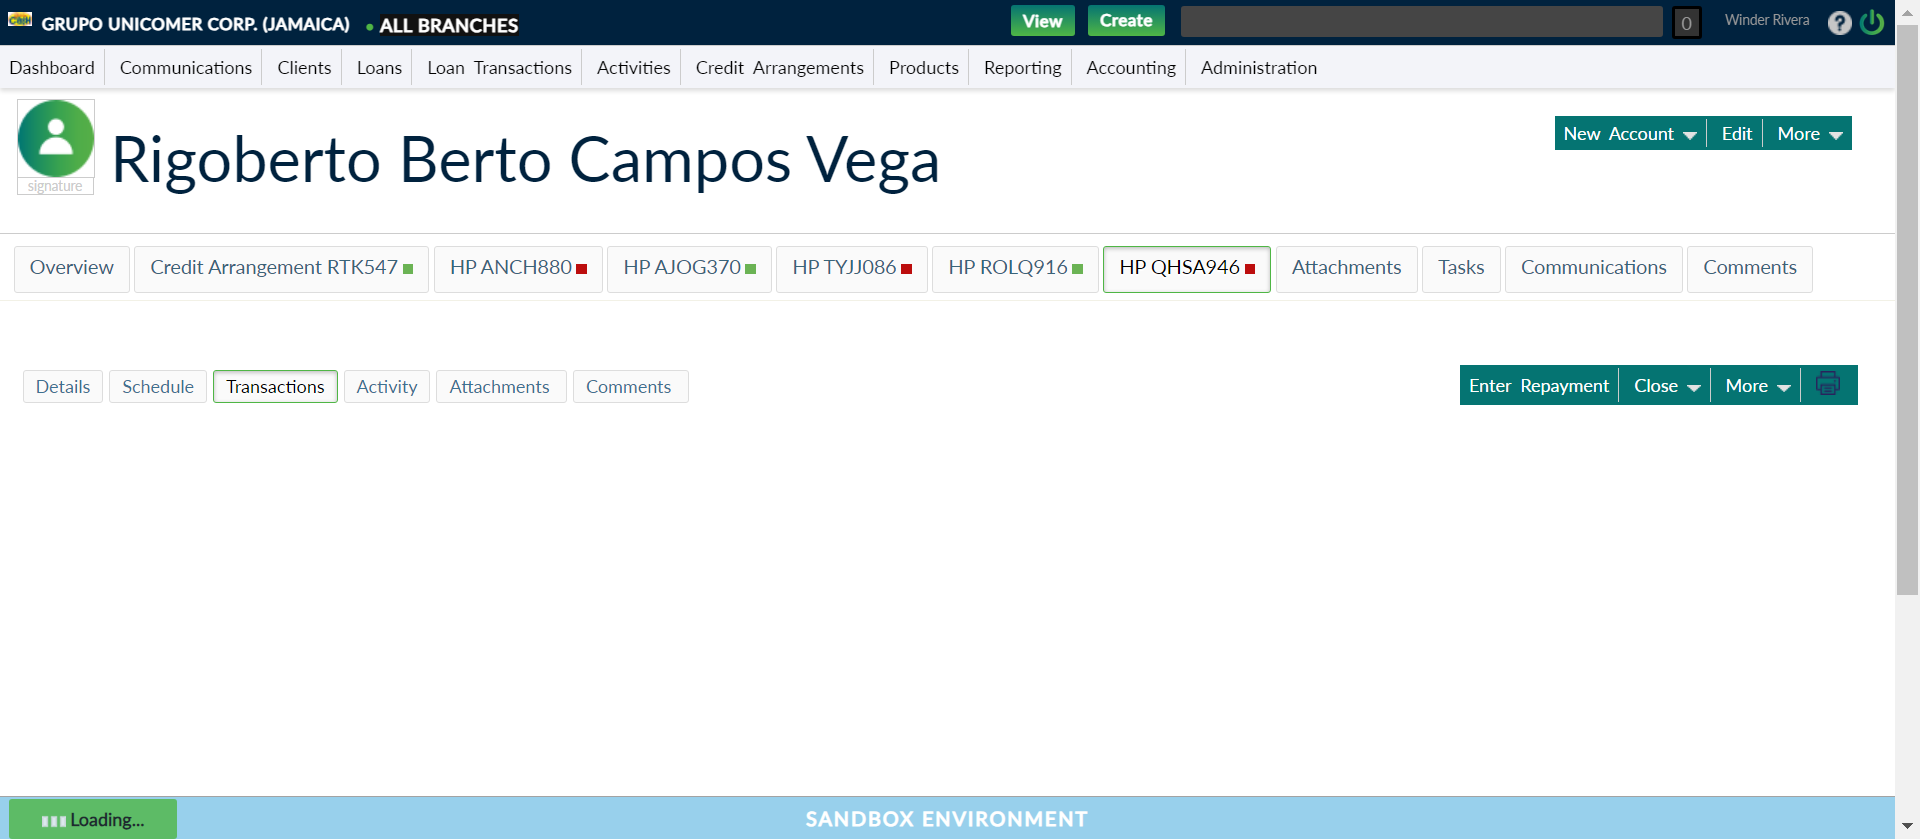 GRUPO UNICOMER CORP. (JAMAICA) • ALL BRANCHES View Create 0 Winder Rivera ?
Dashboard Communications Clients Loans Loan Transactions Activities Credit Arrangements Products Reporting Accounting Administration
signature
Rigoberto Berto Campos Vega
New Account Edit More
Overview Credit Arrangement RTK547 HP ANCH880 HP AJOG370 HP TYJJ086 HP ROLQ916 HP QHSA946 Attachments Tasks Communications Comments
Details Schedule Transactions Activity Attachments Comments
Enter Repayment Close More
Loading... SANDBOX ENVIRONMENT